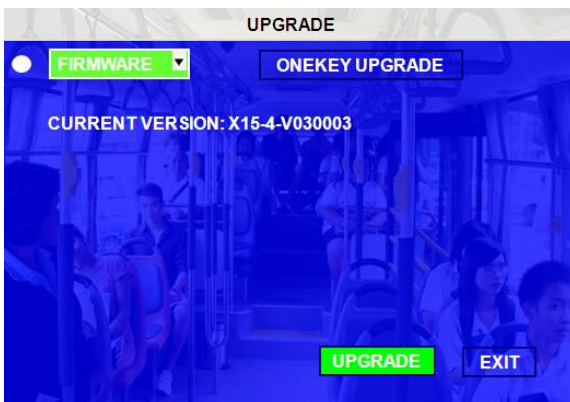 UPGRADE
FIRMWARE ONEKEY UPGRADE
CURRENT VERSION: X15-4-V030003
UPGRADE EXIT